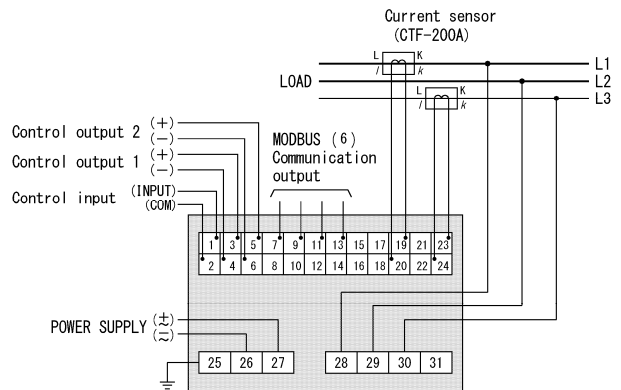 Current sensor
(CTF-200A)
L K
l k
L1
LOAD
L2
L K
l k
L3
Control output 2 (+)
(−)
Control output 1 (+)
(−)
Control input (INPUT)
(COM)
MODBUS (6)
Communication
output
1 3 5 7 9 11 13 15 17 19 21 23
2 4 6 8 10 12 14 16 18 20 22 24
POWER SUPPLY (±)
(≂)
25 26 27 28 29 30 31